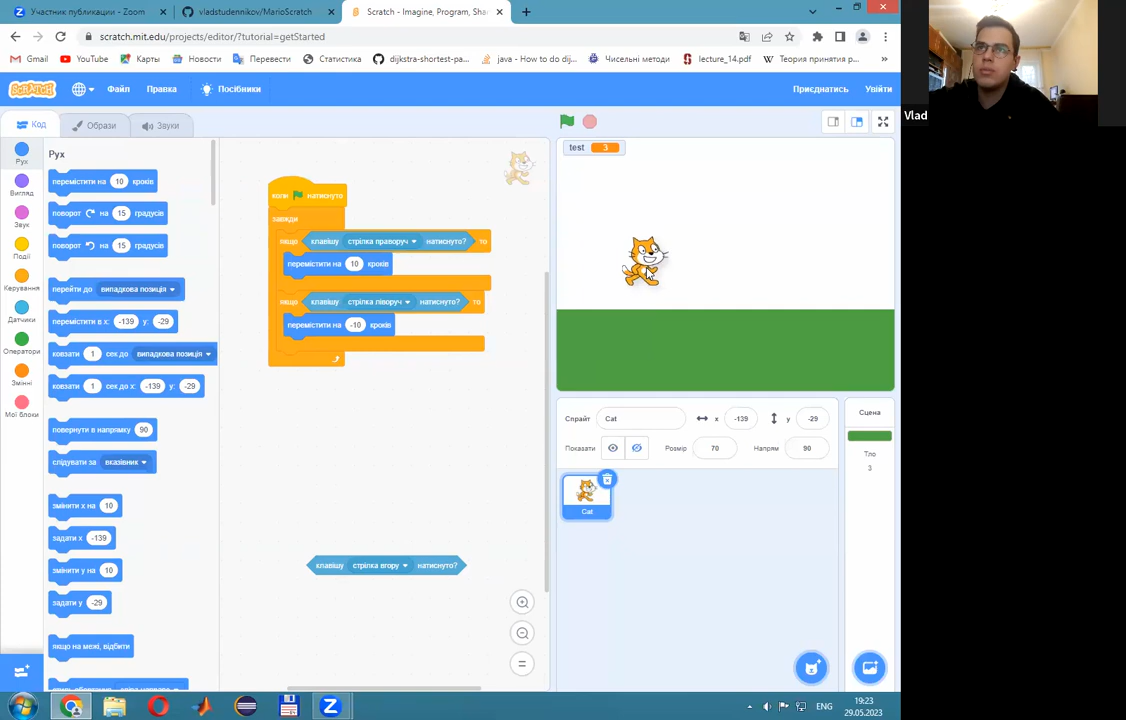 Участник публикации - Zoom
vladstudennikov/MarioScratch
Scratch - Imagine, Program, Shar
scratch.mit.edu/projects/editor/?tutorial=getStarted
Gmail
YouTube
Карты
Новости
Перевести
Статистика
dijkstra-shortest-pa...
java - How to do dij...
Чисельні методи
lecture_14.pdf
Теория принятия р...
SCRATCH
Файл
Правка
Посібники
Приєднатись
Увійти
Vlad
Код
Образи
Звуки
Рух
Вигляд
Звук
Події
Керування
Датчики
Оператори
Змінні
Мої блоки
Рух
перемістити на 10 кроків
поворот на 15 градусів
поворот на 15 градусів
перейти до випадкова позиція
перемістити в x: -139 y: -29
ковзати 1 сек до випадкова позиція
ковзати 1 сек до x: -139 y: -29
повернути в напрямку 90
слідувати за вказівник
змінити x на 10
задати x -139
змінити y на 10
задати y -29
якщо на межі, відбити
коли натиснуто
завжди
якщо клавішу стрілка праворуч натиснуто? то
перемістити на 10 кроків
якщо клавішу стрілка ліворуч натиснуто? то
перемістити на -10 кроків
клавішу стрілка вгору натиснуто?
test 3
Спрайт Cat x -139 y -29
Показати Розмір 70 Напрям 90
Cat
Сцена
Тло
3
ENG
19:23
29.05.2023